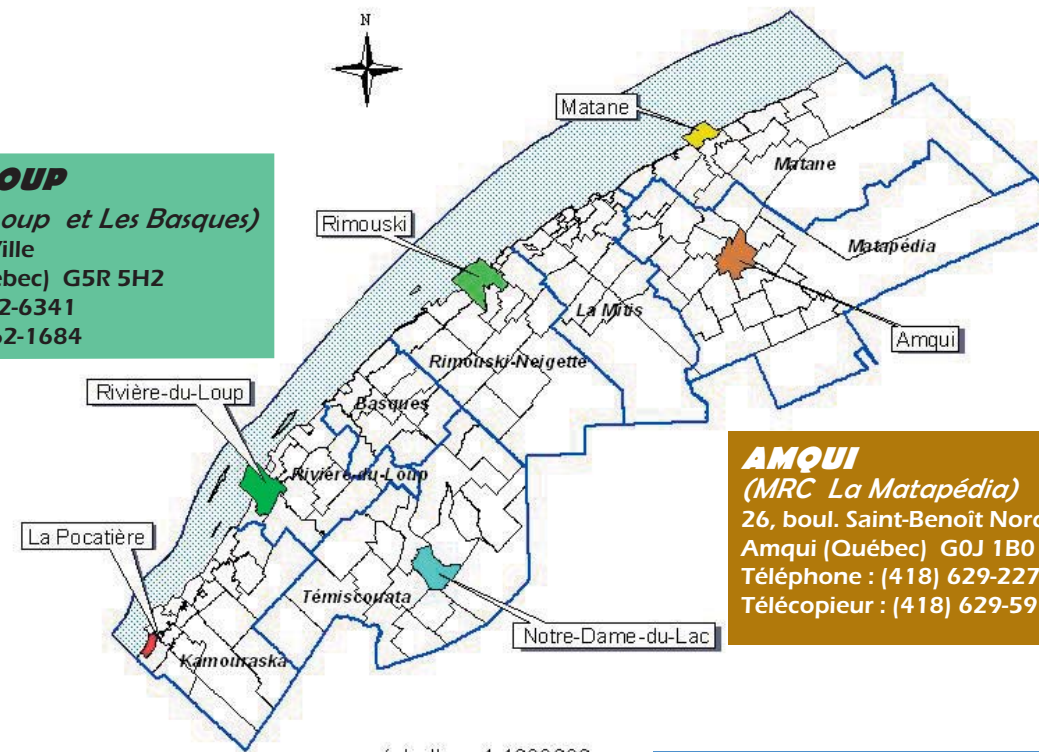 N
Matane
Matane
OUP
oup et Les Basques)
ille
ebec) G5R 5H2
2-6341
62-1684
Rimouski
Matapédia
La Mitis
Amqui
Rimouski-Neigette
Rivière-du-Loup
Basques
Rivière-du-Loup
AMQUI
(MRC La Matapédia)
26, boul. Saint-Benoît Nord
Amqui (Québec) G0J 1B0
Téléphone : (418) 629-227
Télécopieur : (418) 629-59
La Pocatière
Témiscouata
Notre-Dame-du-Lac
Kamouraska